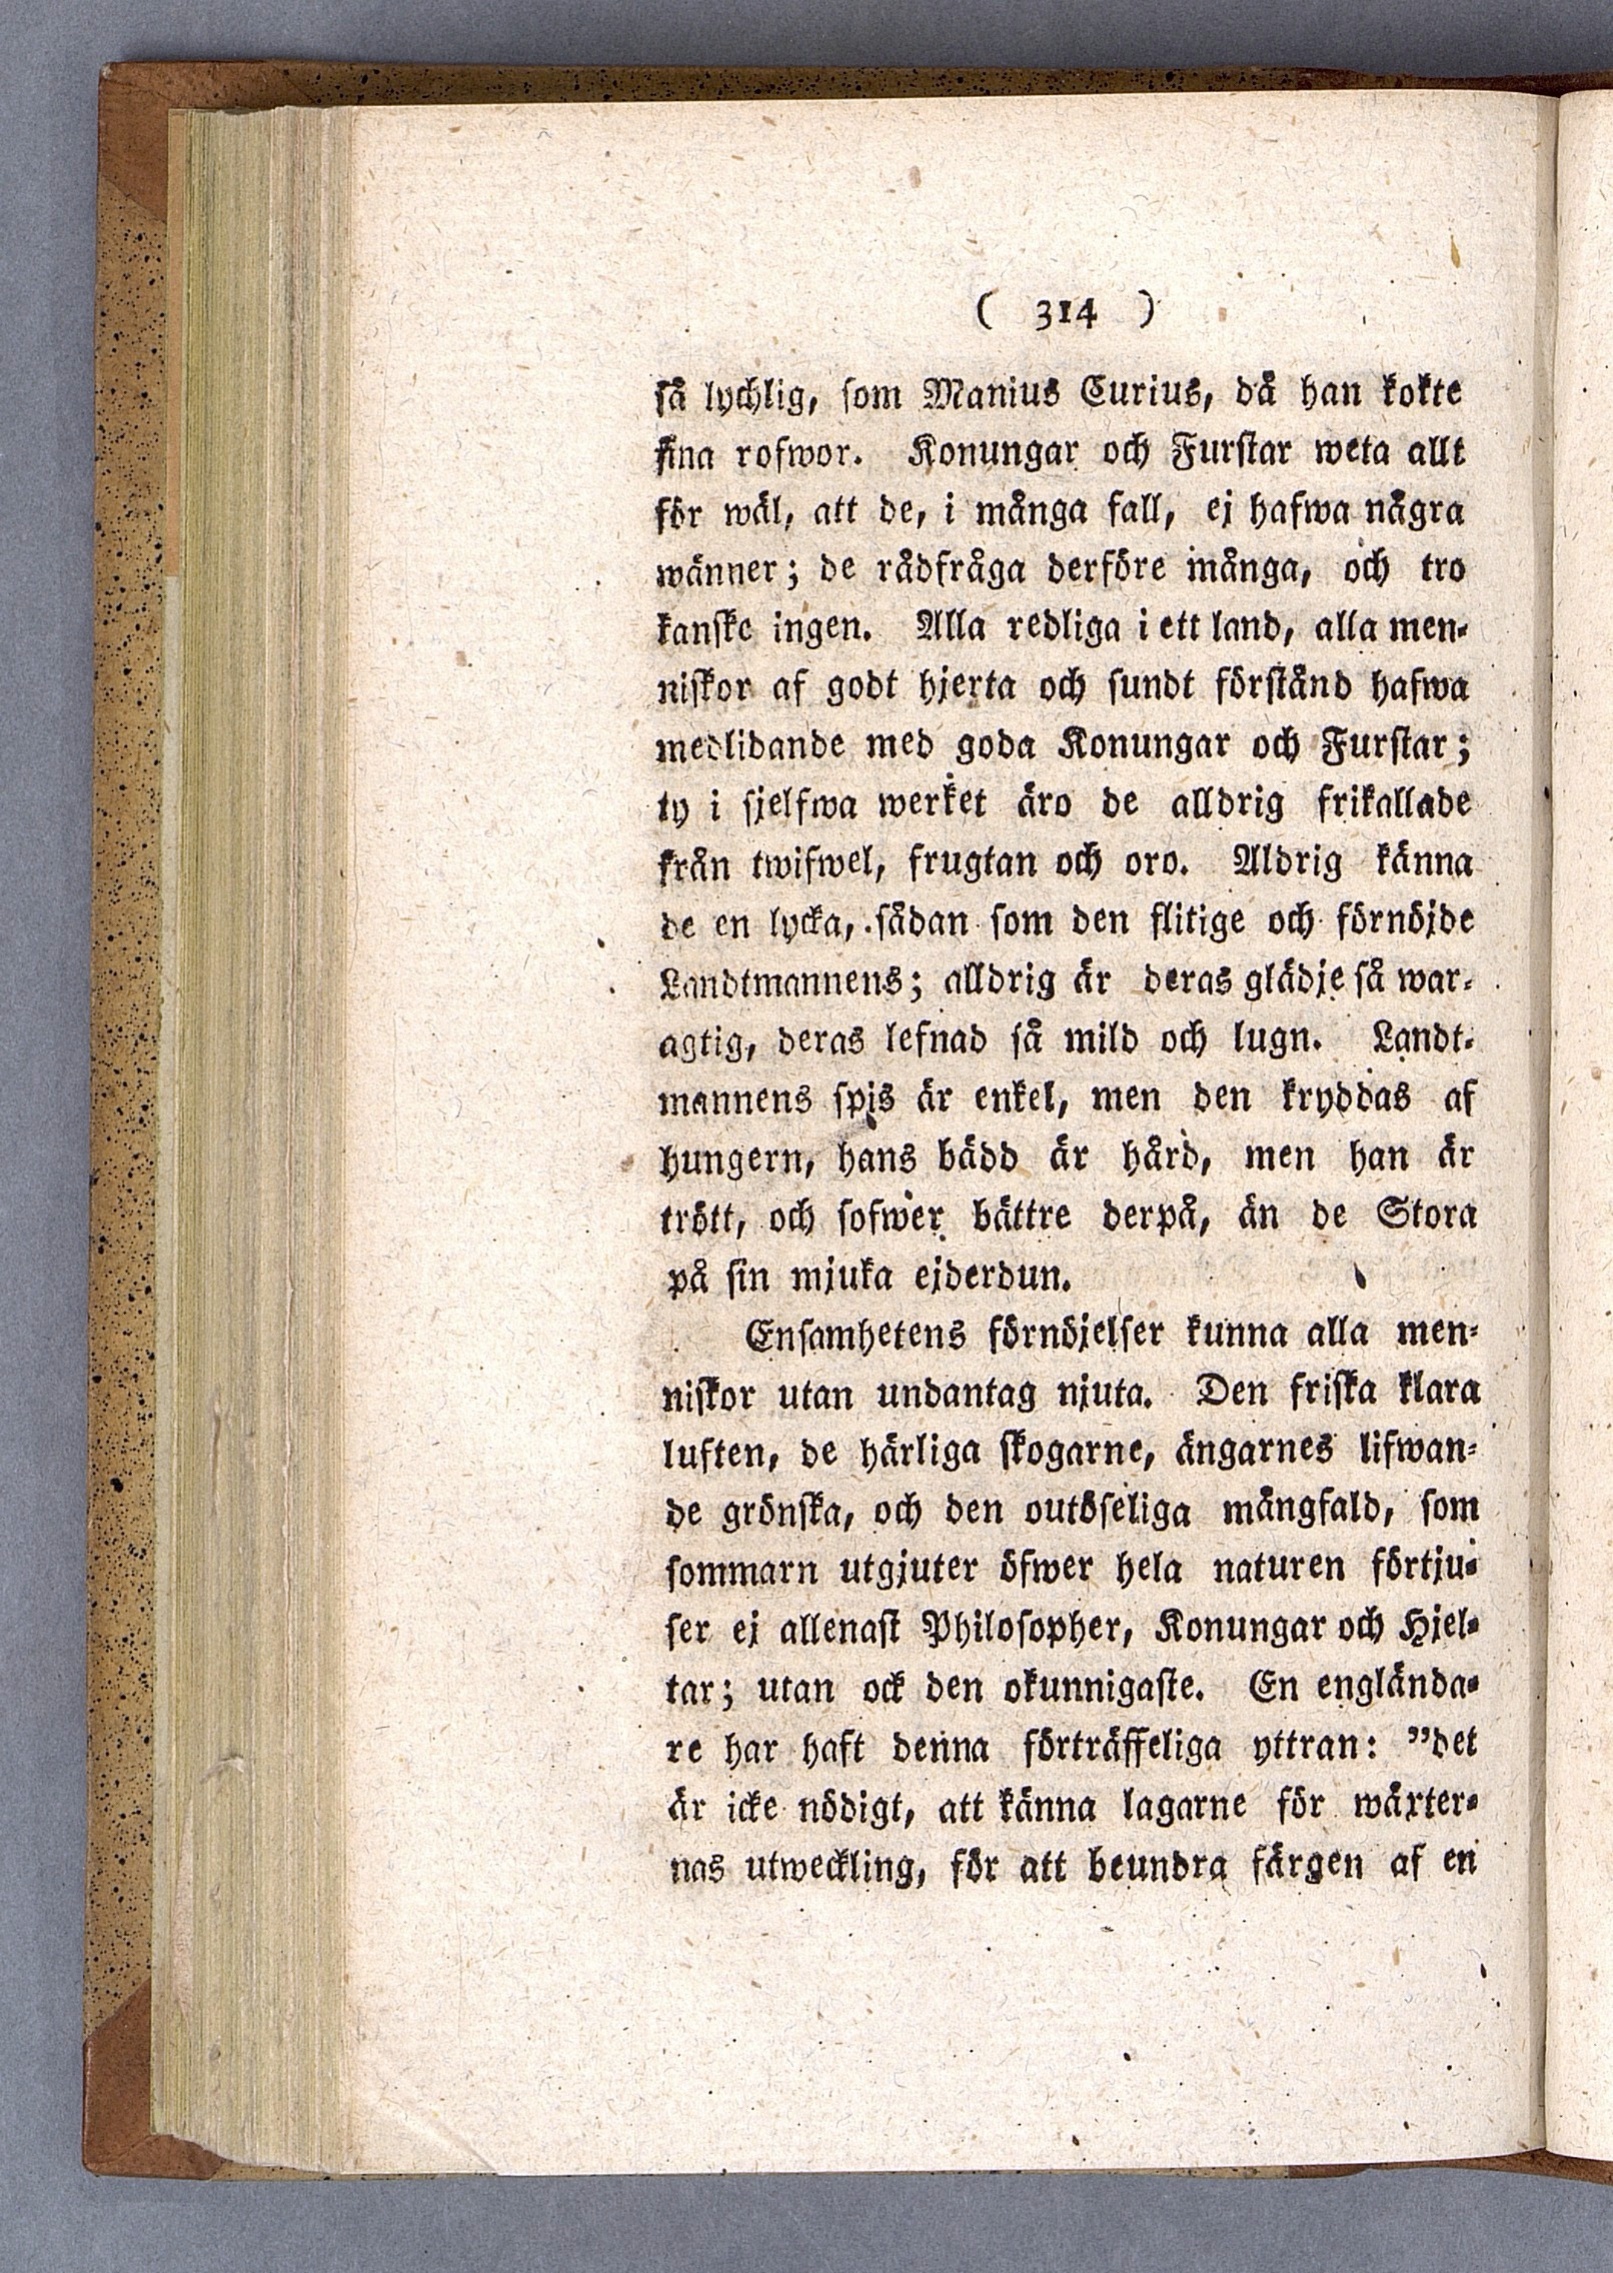 ( 314 )
så lychlig, som Manius Curius, då han kokte
sina rofwor. Konungar och Furstar weta allt
för wäl, att de, i många fall, ej hafwa några
wänner; de rådfråga derföre många, och tro
kanske ingen. Alla redliga i ett land, alla men-
niskor af godt hjerta och sundt förstånd hafwa
medlidande med goda Konungar och Furstar;
ty i sjelfwa werket äro de alldrig frikallade
från twifwel, frugtan och oro. Aldrig känna
de en lycka, sådan som den flitige och förnöjde
Landtmannens; alldrig är deras glädje så war-
agtig, deras lefnad så mild och lugn. Landt-
mannens spis är enkel, men den kryddas af
hungern, hans bädd är hård, men han är
trött, och sofwer bättre derpå, än de Stora
på sin mjuka ejderdun.
Ensamhetens förnöjelser kunna alla men-
niskor utan undantag njuta. Den friska klara
luften, de härliga skogarne, ängarnes lifwan-
de grönska, och den outöseliga mångfald, som
sommarn utgjuter öfwer hela naturen förtju-
ser ej allenast Philosopher, Konungar och Hjel-
tar; utan ock den okunnigaste. En englända-
re har haft denna förträffeliga yttran: ”det
är icke nödigt, att känna lagarne för wäxter-
nas utweckling, för att beundra färgen af en